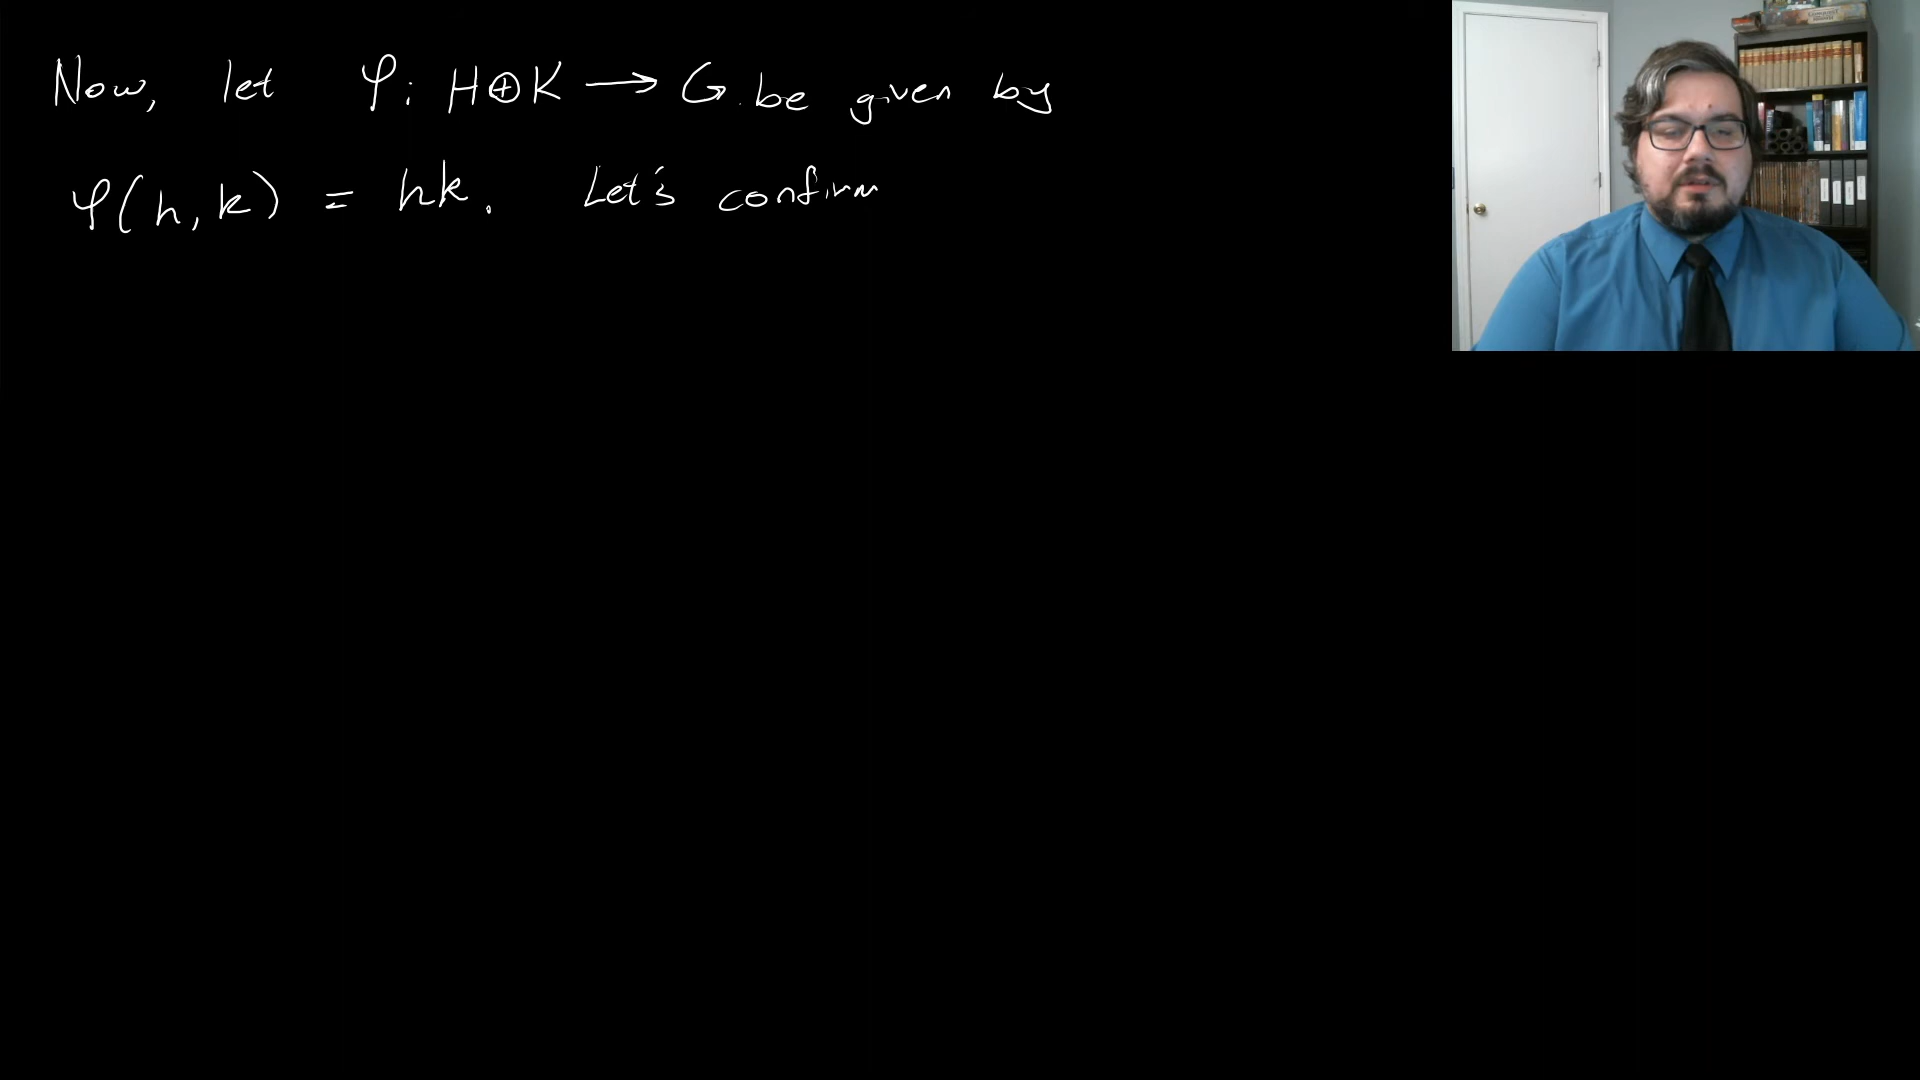 Now, let φ: H⊕K → G be given by
φ(h, k) = hk. Let's confirm